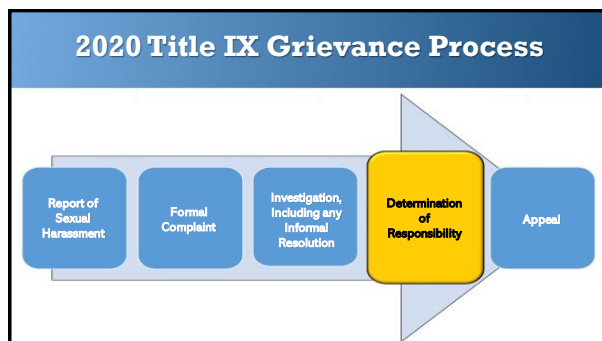 2020 Title IX Grievance Process
Report of
Sexual
Harassment
Formal
Complaint
Investigation,
Including any
Informal
Resolution
Determination
of
Responsibility
Appeal